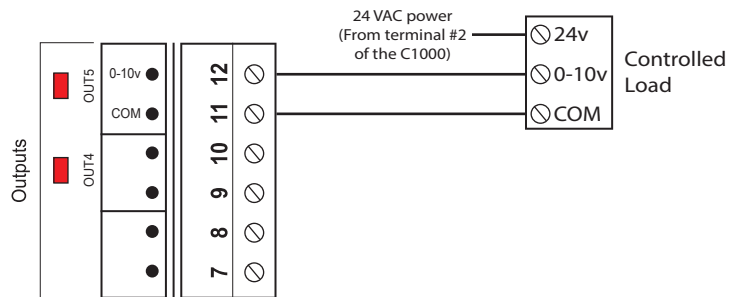 24 VAC power
(From terminal #2
of the C1000)
24v
0-10v
COM
Controlled
Load
Outputs
OUT5
OUT4
0-10v
COM
12
11
10
9
8
7